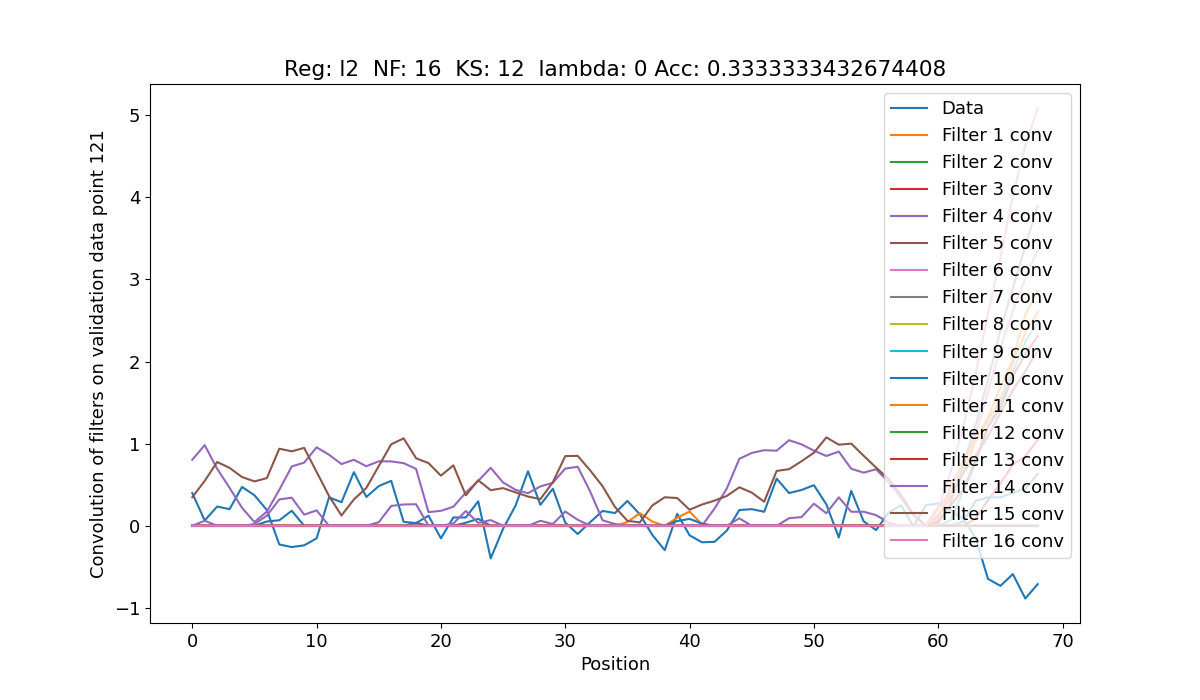 Reg: l2  NF: 16  KS: 12  lambda: 0 Acc: 0.3333333432674408
Convolution of filters on validation data point 121
5
4
3
2
1
0
−1
Data
Filter 1 conv
Filter 2 conv
Filter 3 conv
Filter 4 conv
Filter 5 conv
Filter 6 conv
Filter 7 conv
Filter 8 conv
Filter 9 conv
Filter 10 conv
Filter 11 conv
Filter 12 conv
Filter 13 conv
Filter 14 conv
Filter 15 conv
Filter 16 conv
0 10 20 30 40 50 60 70
Position